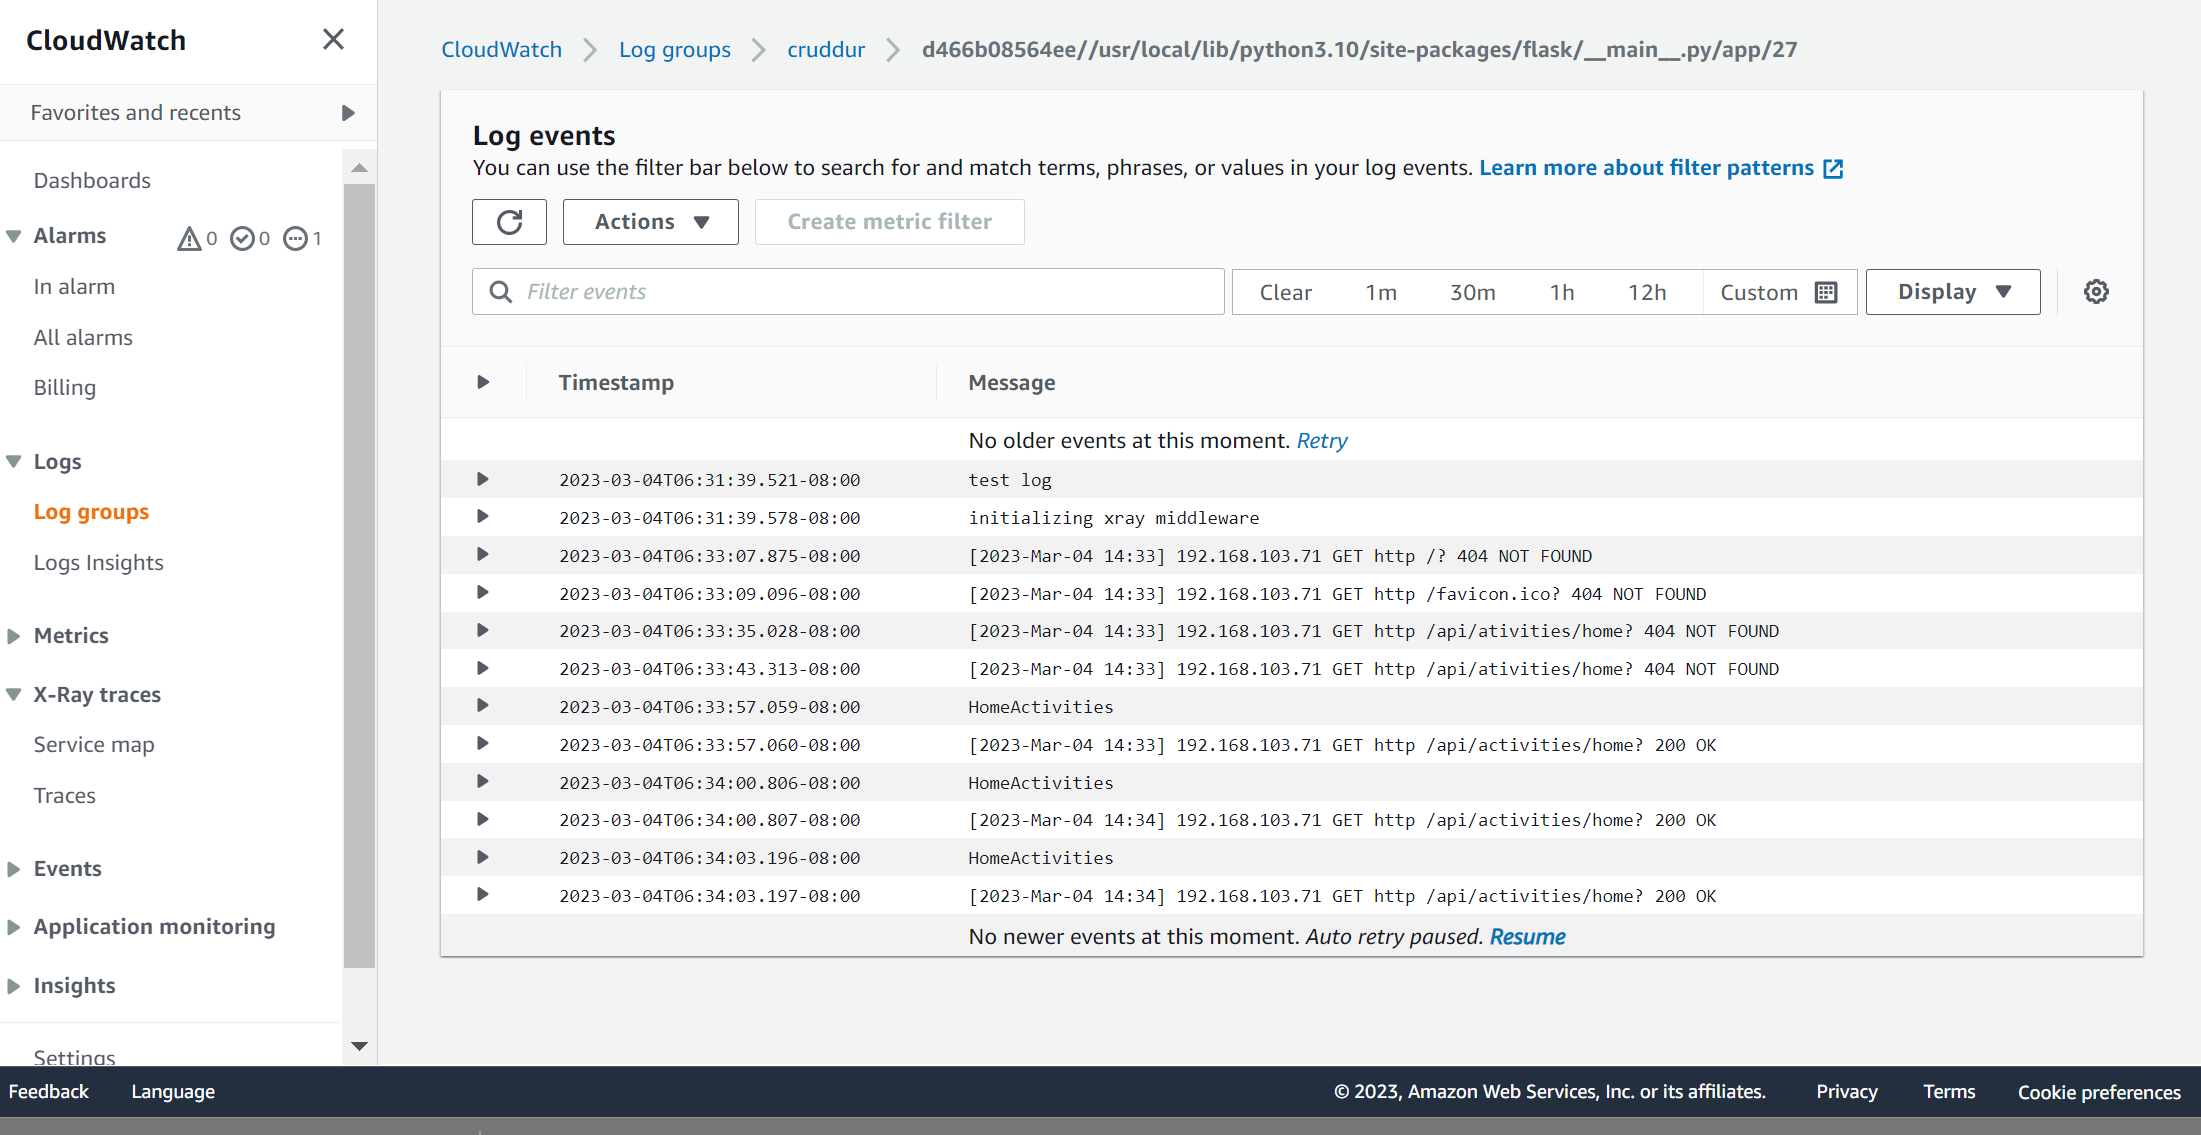 CloudWatch
Favorites and recents
Dashboards
Alarms 0 0 1
In alarm
All alarms
Billing
Logs
Log groups
Logs Insights
Metrics
X-Ray traces
Service map
Traces
Events
Application monitoring
Insights
Settings
CloudWatch Log groups cruddur d466b08564ee//usr/local/lib/python3.10/site-packages/flask/__main__.py/app/27
Log events
You can use the filter bar below to search for and match terms, phrases, or values in your log events. Learn more about filter patterns
Actions Create metric filter
Filter events Clear 1m 30m 1h 12h Custom Display
Timestamp Message
No older events at this moment. Retry
2023-03-04T06:31:39.521-08:00 test log
2023-03-04T06:31:39.578-08:00 initializing xray middleware
2023-03-04T06:33:07.875-08:00 [2023-Mar-04 14:33] 192.168.103.71 GET http /? 404 NOT FOUND
2023-03-04T06:33:09.096-08:00 [2023-Mar-04 14:33] 192.168.103.71 GET http /favicon.ico? 404 NOT FOUND
2023-03-04T06:33:35.028-08:00 [2023-Mar-04 14:33] 192.168.103.71 GET http /api/ativities/home? 404 NOT FOUND
2023-03-04T06:33:43.313-08:00 [2023-Mar-04 14:33] 192.168.103.71 GET http /api/ativities/home? 404 NOT FOUND
2023-03-04T06:33:57.059-08:00 HomeActivities
2023-03-04T06:33:57.060-08:00 [2023-Mar-04 14:33] 192.168.103.71 GET http /api/activities/home? 200 OK
2023-03-04T06:34:00.806-08:00 HomeActivities
2023-03-04T06:34:00.807-08:00 [2023-Mar-04 14:34] 192.168.103.71 GET http /api/activities/home? 200 OK
2023-03-04T06:34:03.196-08:00 HomeActivities
2023-03-04T06:34:03.197-08:00 [2023-Mar-04 14:34] 192.168.103.71 GET http /api/activities/home? 200 OK
No newer events at this moment. Auto retry paused. Resume
Feedback Language © 2023, Amazon Web Services, Inc. or its affiliates. Privacy Terms Cookie preferences